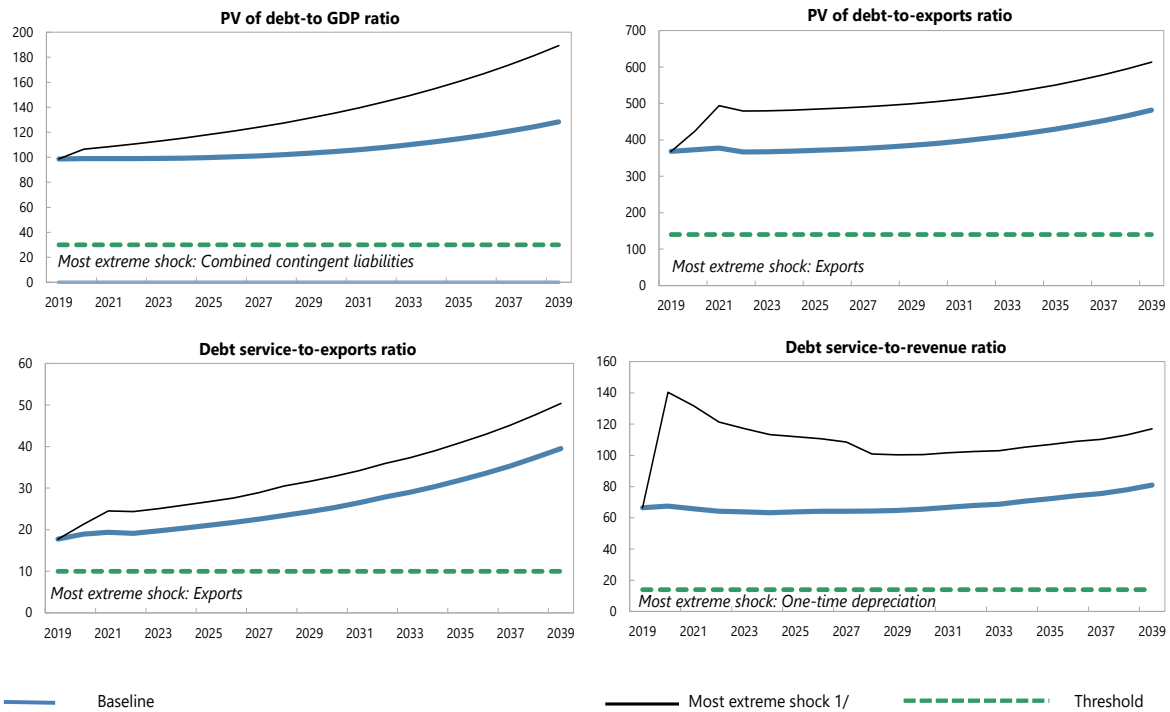 PV of debt-to GDP ratio
200
180
160
140
120
100
80
60
40
20
0
Most extreme shock: Combined contingent liabilities
2019 2021 2023 2025 2027 2029 2031 2033 2035 2037 2039
PV of debt-to-exports ratio
700
600
500
400
300
200
100
0
Most extreme shock: Exports
2019 2021 2023 2025 2027 2029 2031 2033 2035 2037 2039
Debt service-to-exports ratio
60
50
40
30
20
10
0
Most extreme shock: Exports
2019 2021 2023 2025 2027 2029 2031 2033 2035 2037 2039
Debt service-to-revenue ratio
160
140
120
100
80
60
40
20
0
Most extreme shock: One-time depreciation
2019 2021 2023 2025 2027 2029 2031 2033 2035 2037 2039
Baseline
Most extreme shock 1/
Threshold